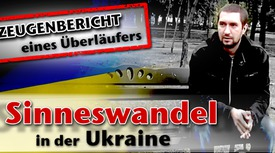 ZEUGENBERICHT
eines Überläufers
Sinneswandel
in der Ukraine